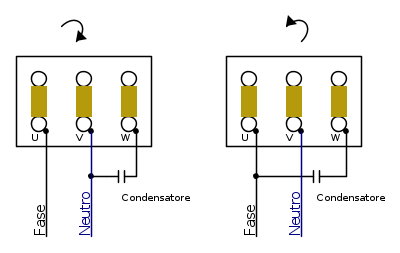 U V W
Condensatore
Fase
Neutro
U V W
Condensatore
Fase
Neutro